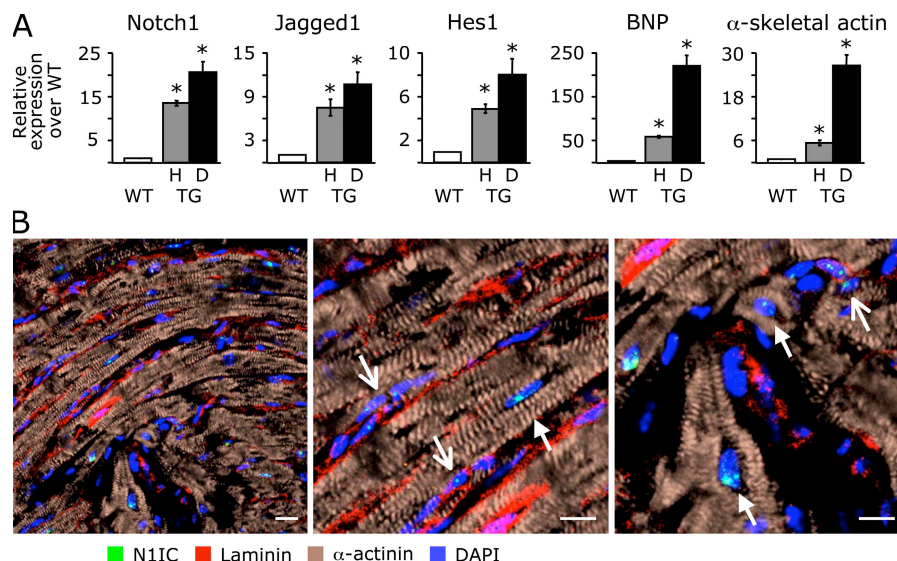 A
Notch1 Jagged1 Hes1 BNP α-skeletal actin
Relative
expression
over WT
25 15 10 250 30
15 9 6 150 18
5 3 2 50 6
* * * * * * * * * *
H D H D H D H D H D
WT TG WT TG WT TG WT TG WT TG
B
N1IC Laminin α-actinin DAPI